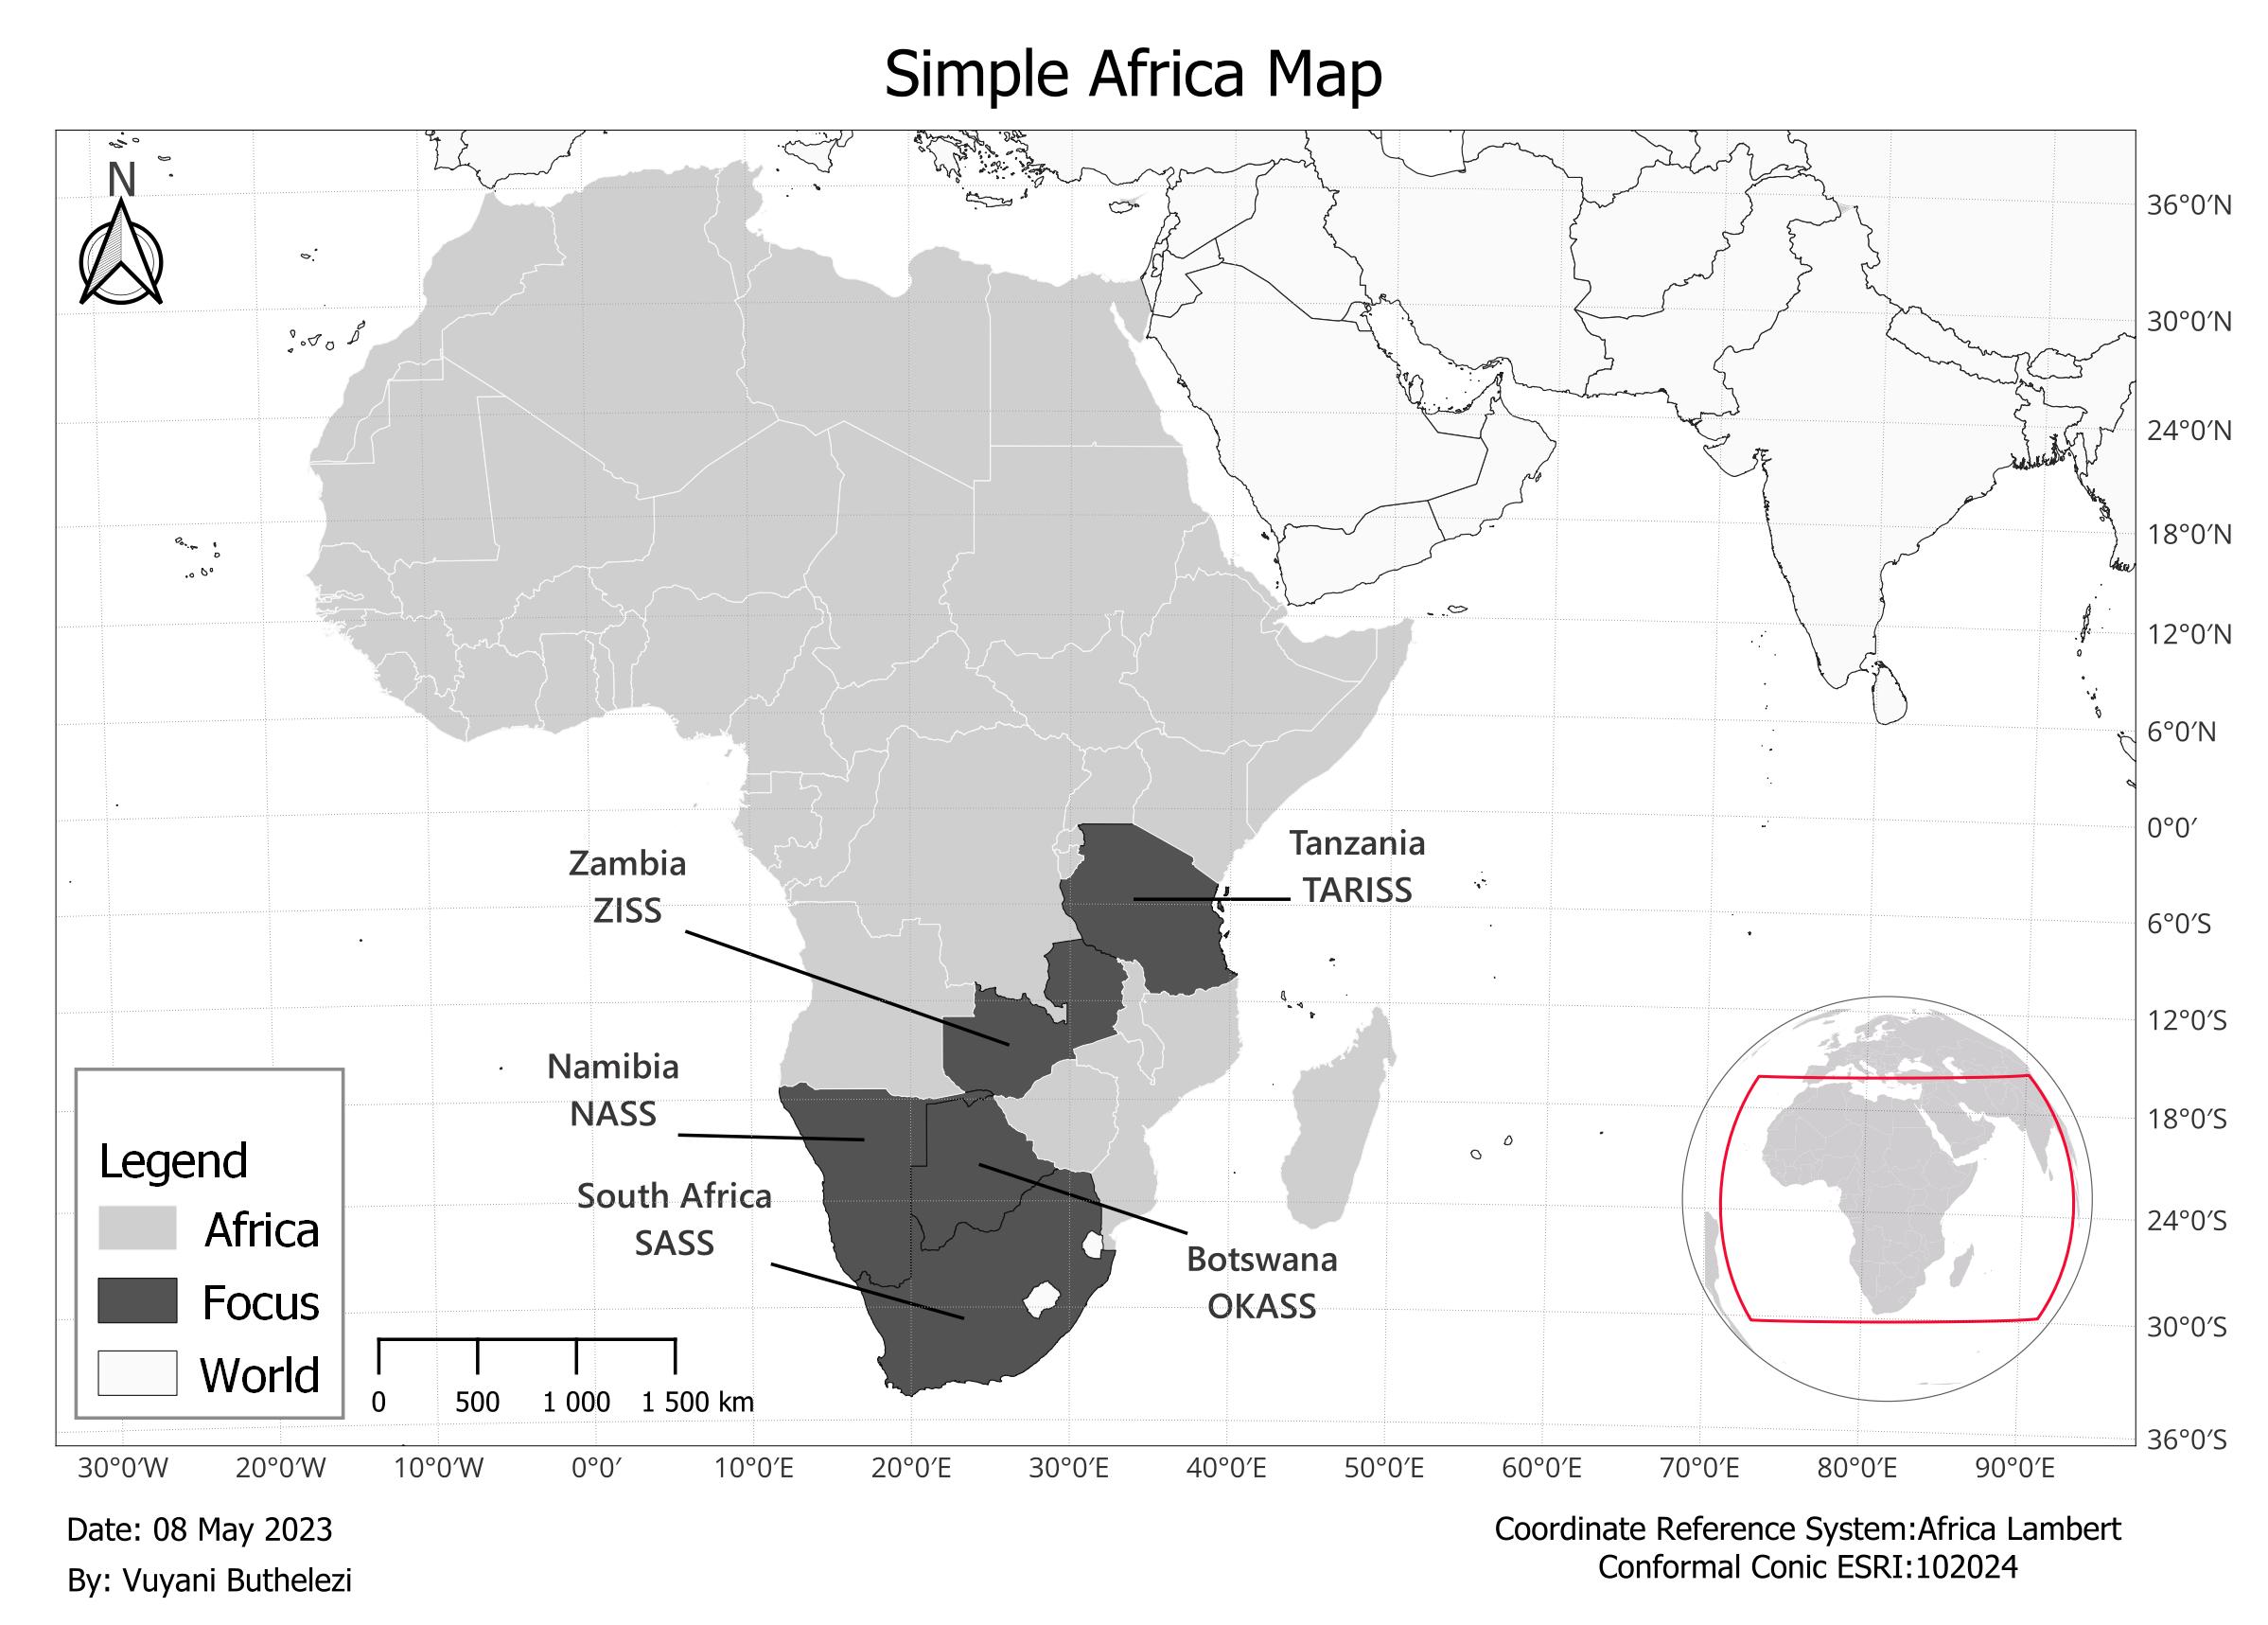 Simple Africa Map
N
36°0′N
30°0′N
24°0′N
18°0′N
12°0′N
6°0′N
0°0′
6°0′S
12°0′S
18°0′S
24°0′S
30°0′S
36°0′S
Tanzania
TARISS
Zambia
ZISS
Namibia
NASS
South Africa
SASS
Botswana
OKASS
Legend
Africa
Focus
World
0 500 1 000 1 500 km
30°0′W 20°0′W 10°0′W 0°0′ 10°0′E 20°0′E 30°0′E 40°0′E 50°0′E 60°0′E 70°0′E 80°0′E 90°0′E
Date: 08 May 2023
By: Vuyani Buthelezi
Coordinate Reference System:Africa Lambert
Conformal Conic ESRI:102024